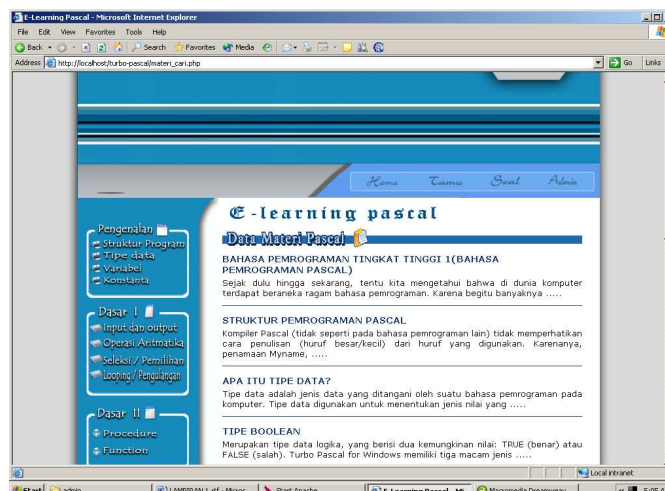 E-Learning Pascal - Microsoft Internet Explorer
File Edit View Favorites Tools Help
Back Search Favorites Media
Address http://localhost/turbo-pascal/materi_cari.php Go Links
Home Tamu Soal Admin
E-learning pascal
Data Materi Pascal
Pengenalan
Struktur Program
Tipe data
Variabel
Konstanta
Dasar I
Input dan output
Operasi Aritmatika
Seleksi / Pemilihan
Looping / Pengulangan
Dasar II
Procedure
Function
BAHASA PEMROGRAMAN TINGKAT TINGGI 1(BAHASA
PEMROGRAMAN PASCAL)
Sejak dulu hingga sekarang, tentu kita mengetahui bahwa di dunia komputer
terdapat beraneka ragam bahasa pemrograman. Karena begitu banyaknya .....
STRUKTUR PEMROGRAMAN PASCAL
Kompiler Pascal (tidak seperti pada bahasa pemrograman lain) tidak memperhatikan
cara penulisan (huruf besar/kecil) dari huruf yang digunakan. Karenanya,
penamaan Myname, .....
APA ITU TIPE DATA?
Tipe data adalah jenis data yang ditangani oleh suatu bahasa pemrograman pada
komputer. Tipe data digunakan untuk menentukan jenis nilai yang .....
TIPE BOOLEAN
Merupakan tipe data logika, yang berisi dua kemungkinan nilai: TRUE (benar) atau
FALSE (salah). Turbo Pascal for Windows memiliki tiga macam jenis .....
Local intranet